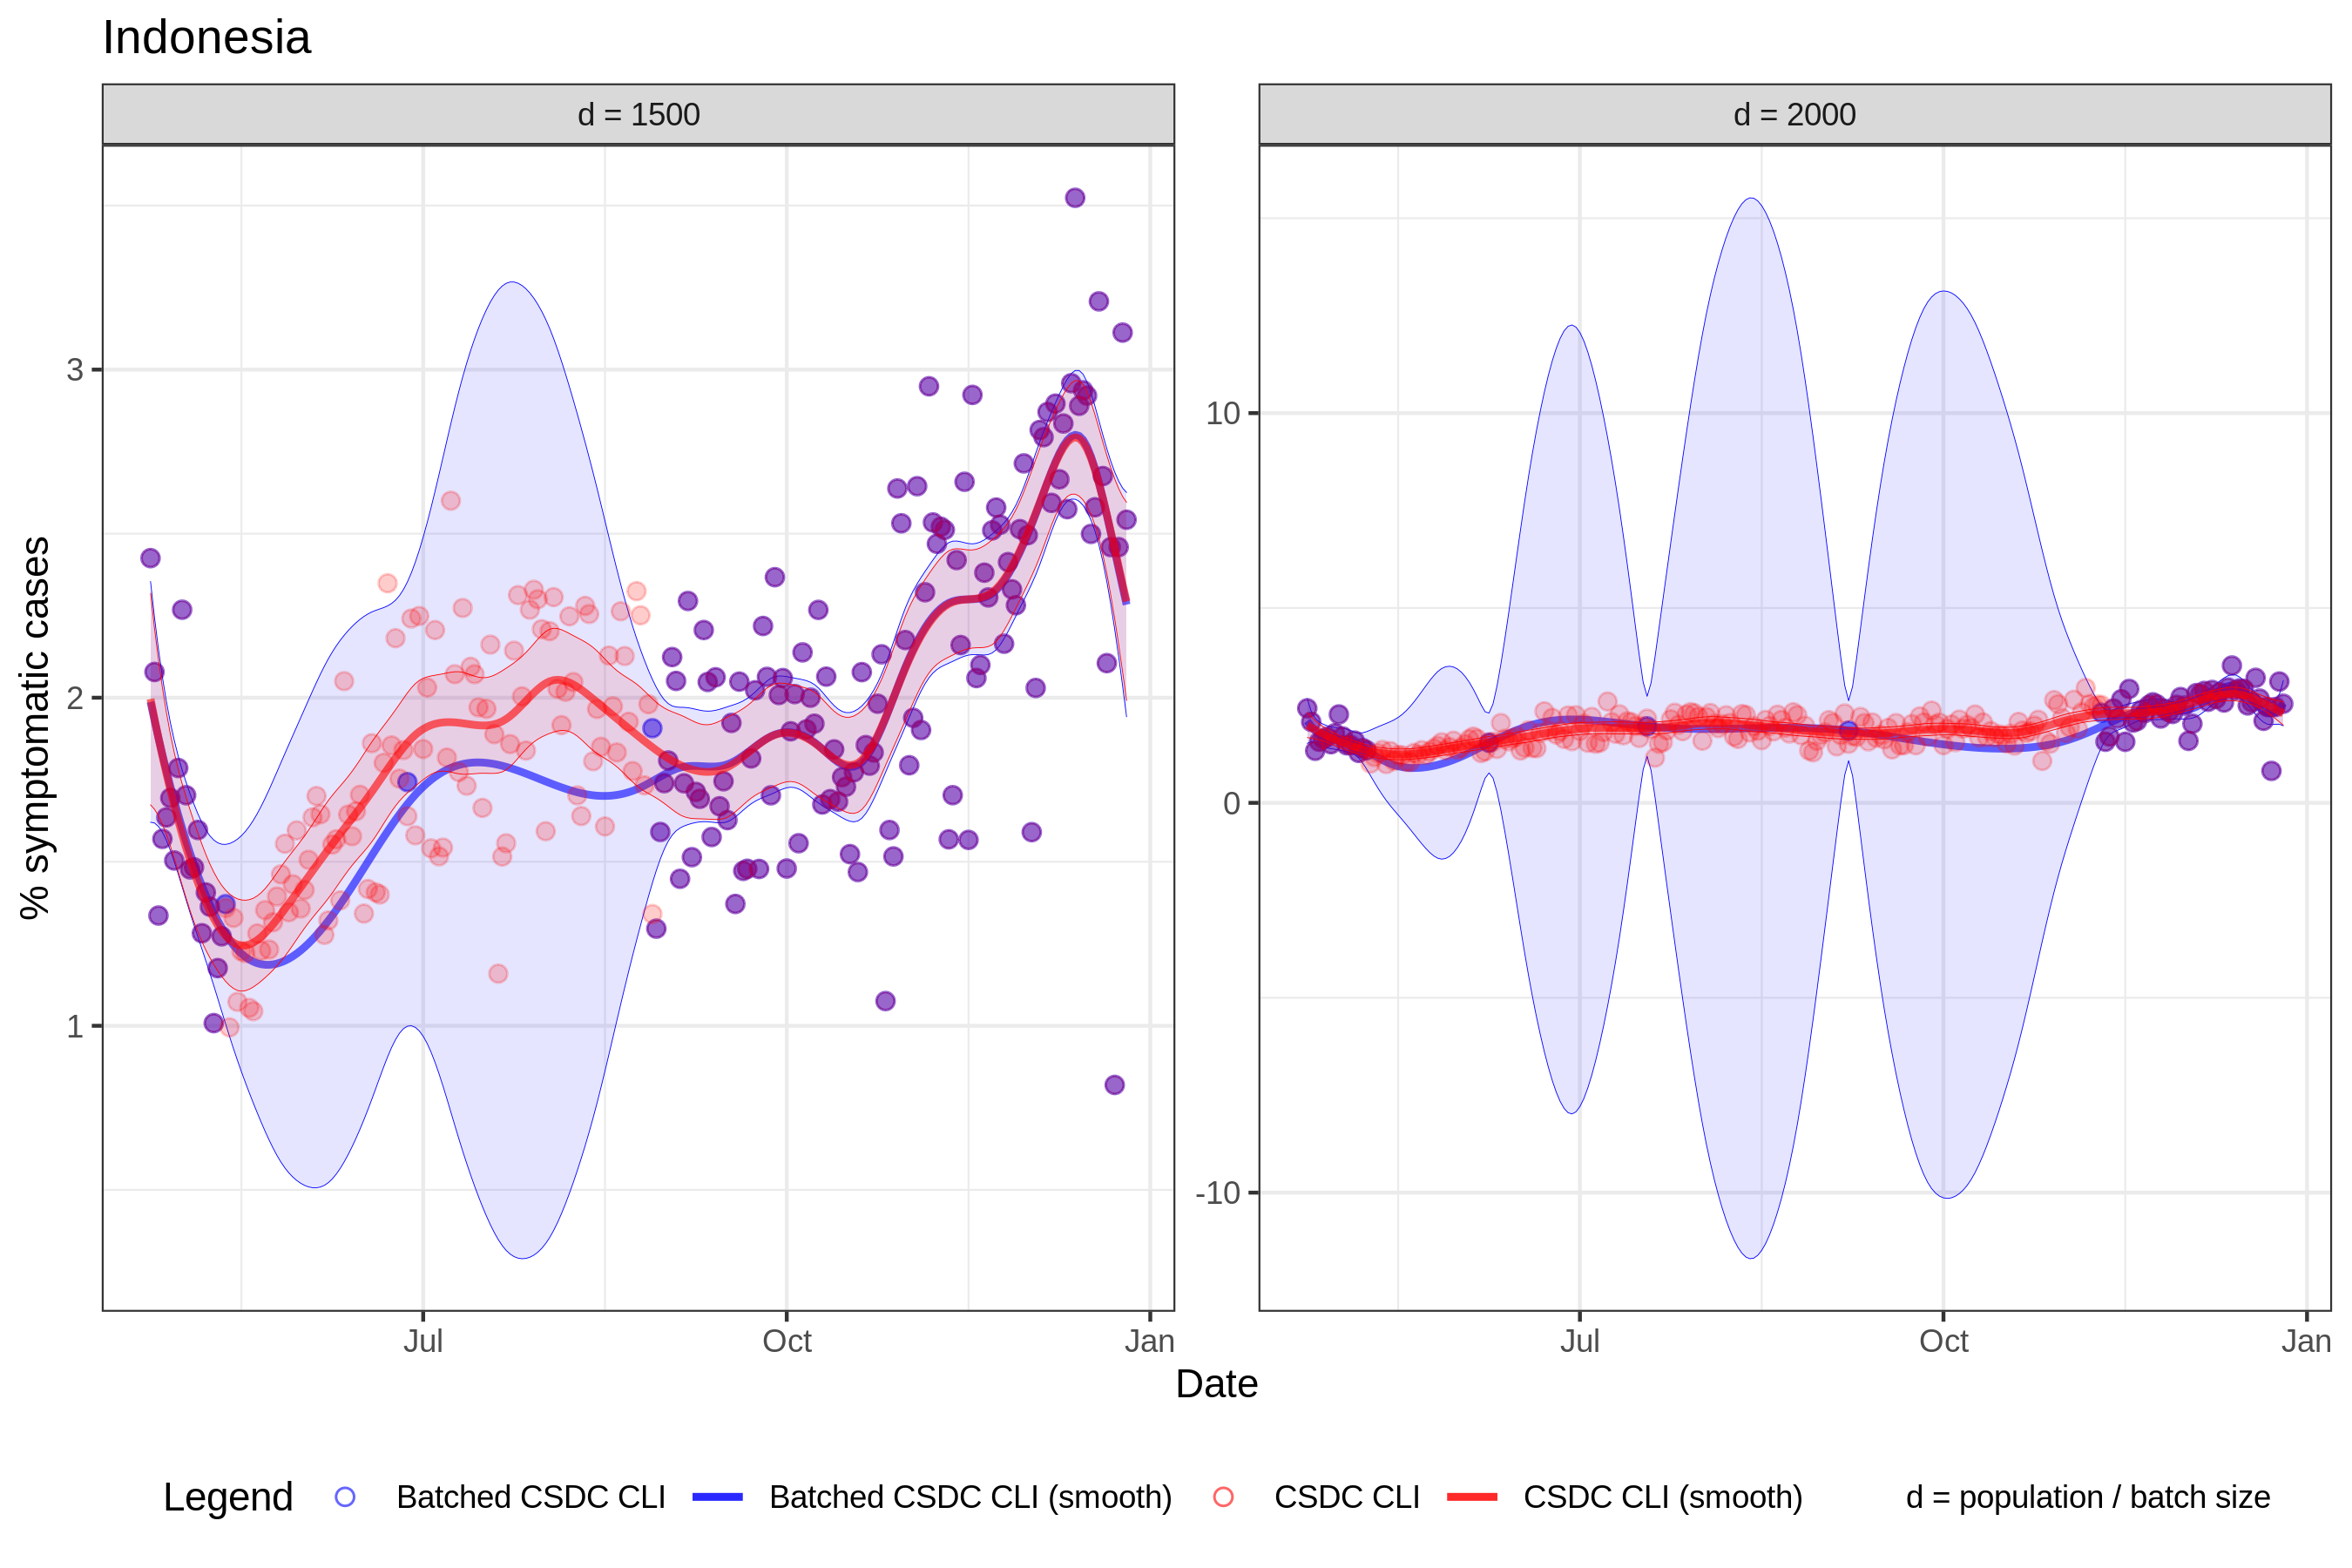 Indonesia
d = 1500
d = 2000
% symptomatic cases
3
2
1
10
0
-10
Jul
Oct
Jan
Jul
Oct
Jan
Date
Legend
Batched CSDC CLI
Batched CSDC CLI (smooth)
CSDC CLI
CSDC CLI (smooth)
d = population / batch size